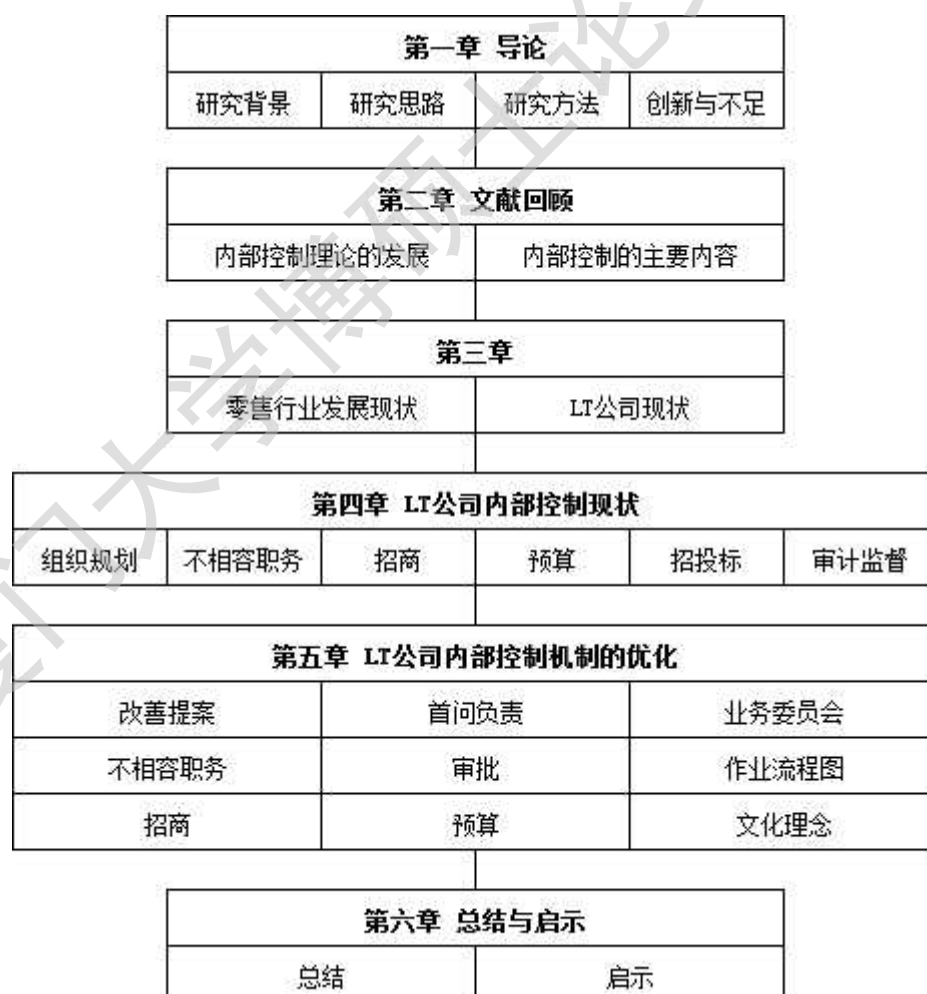 第一章 导论
研究背景 研究思路 研究方法 创新与不足
第二章 文献回顾
内部控制理论的发展 内部控制的主要内容
第三章
零售行业发展现状 LT公司现状
第四章 LT公司内部控制现状
组织规划 不相容职务 招商 预算 招投标 审计监督
第五章 LT公司内部控制机制的优化
改善提案 首问负责 业务委员会
不相容职务 审批 作业流程图
招商 预算 文化理念
第六章 总结与启示
总结 启示
门大学博硕士论